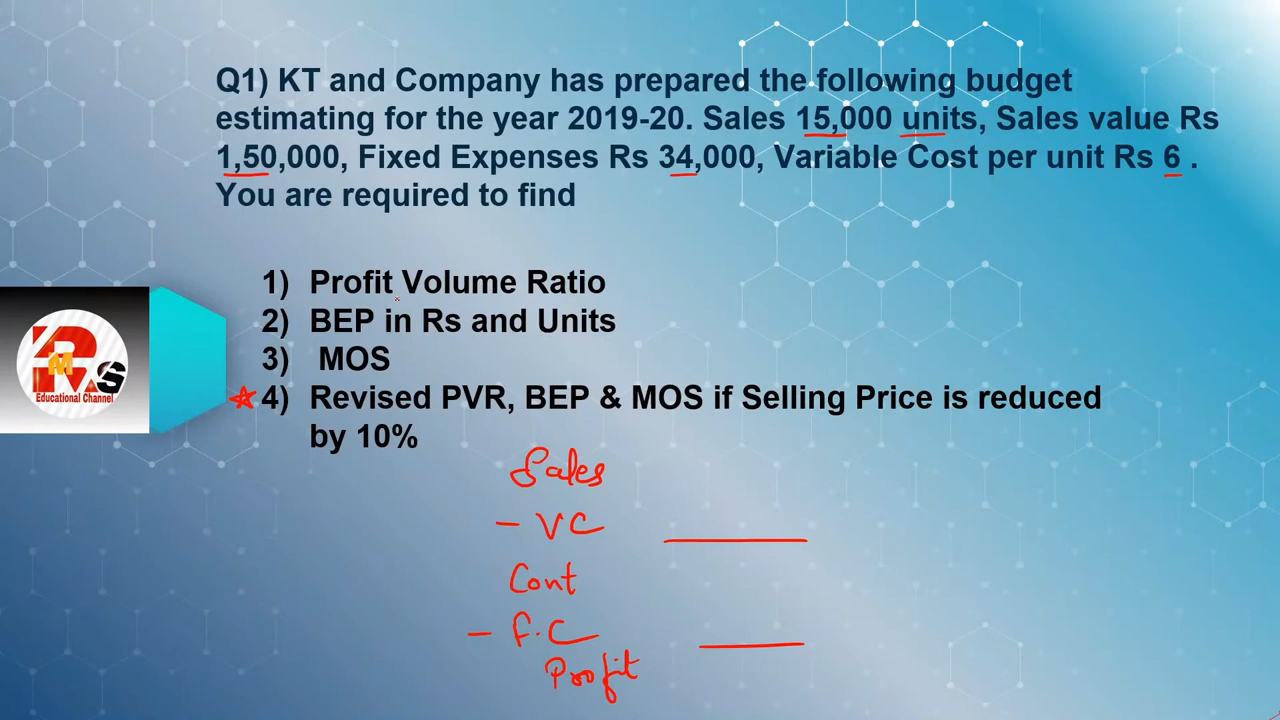 Q1) KT and Company has prepared the following budget
estimating for the year 2019-20. Sales 15,000 units, Sales value Rs
1,50,000, Fixed Expenses Rs 34,000, Variable Cost per unit Rs 6 .
You are required to find
1) Profit Volume Ratio
2) BEP in Rs and Units
3) MOS
4) Revised PVR, BEP & MOS if Selling Price is reduced
by 10%
M S
Educational Channel
Sales
- VC
Cont
- F.C
Profit